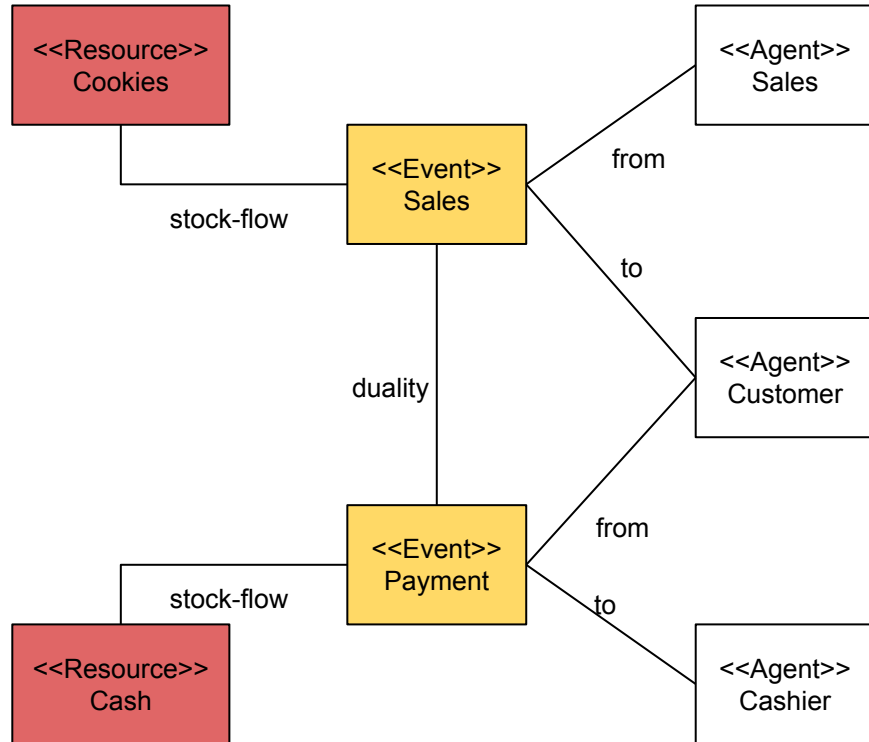 <<Resource>>
Cookies
<<Agent>>
Sales
from
<<Event>>
Sales
stock-flow
to
duality
<<Agent>>
Customer
from
<<Event>>
Payment
stock-flow
to
<<Resource>>
Cash
<<Agent>>
Cashier